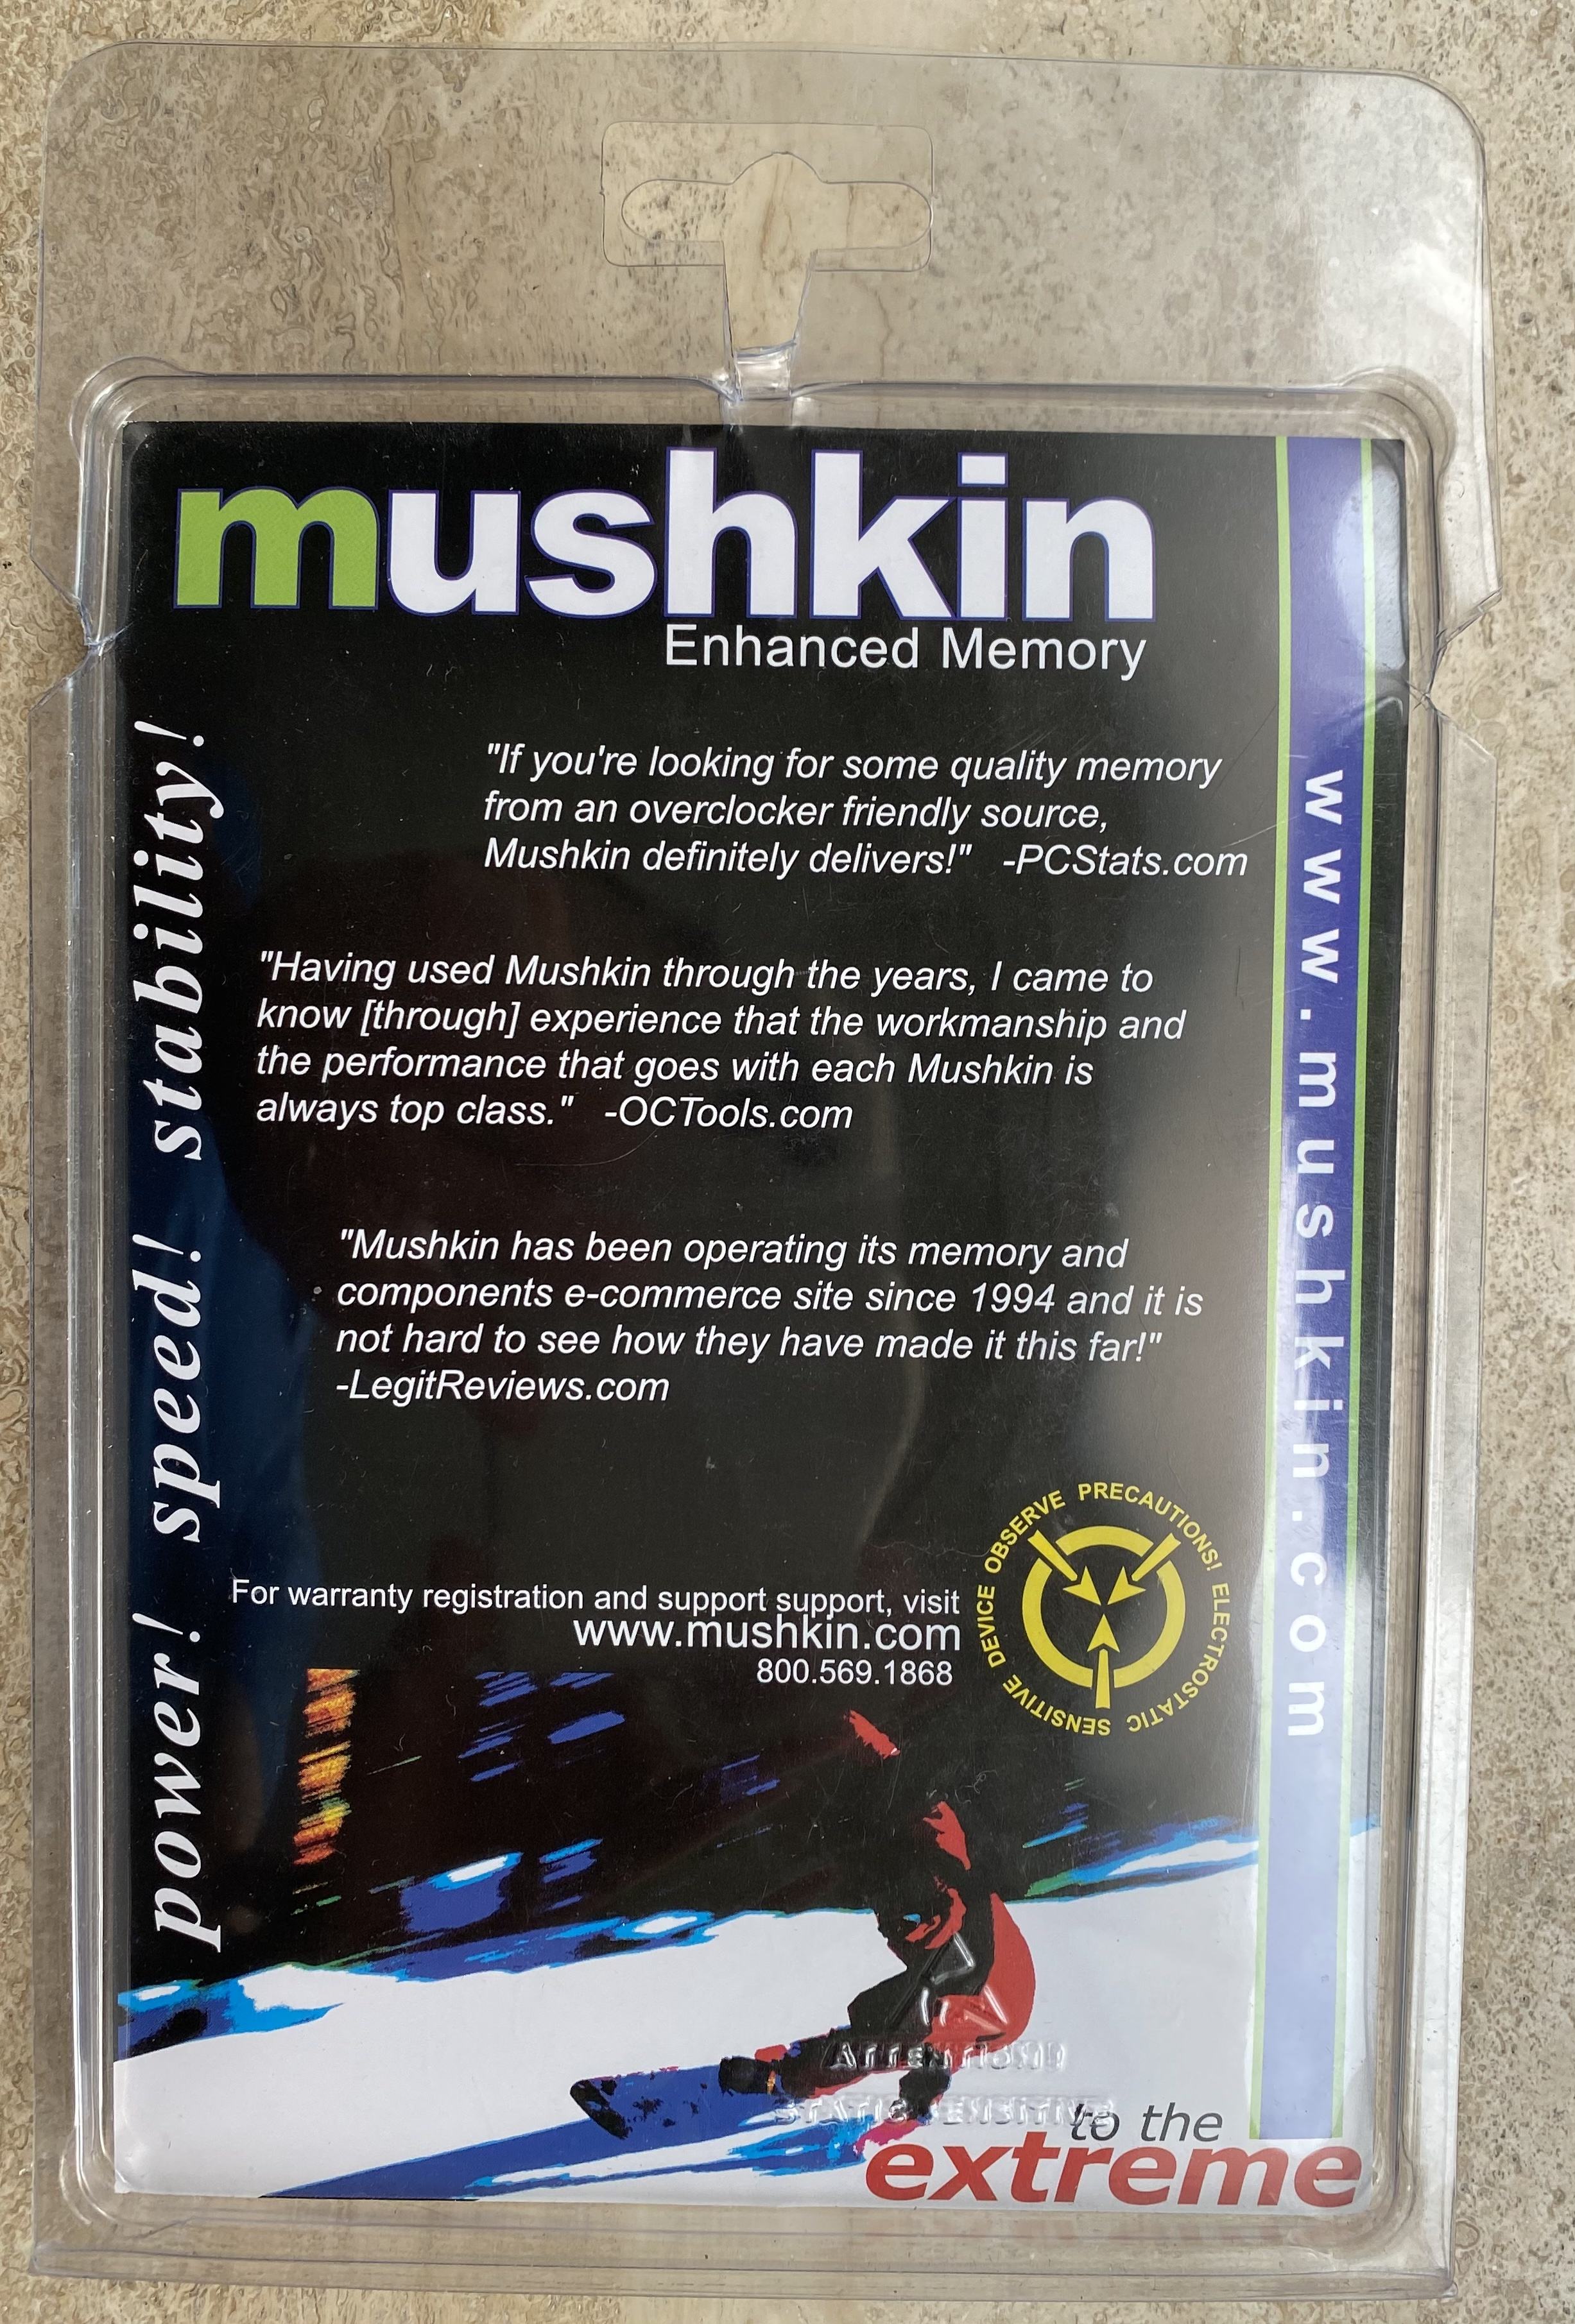 mushkin
Enhanced Memory
"If you're looking for some quality memory
from an overclocker friendly source,
Mushkin definitely delivers!" -PCStats.com
"Having used Mushkin through the years, I came to
know [through] experience that the workmanship and
the performance that goes with each Mushkin is
always top class." -OCTools.com
"Mushkin has been operating its memory and
components e-commerce site since 1994 and it is
not hard to see how they have made it this far!"
-LegitReviews.com
For warranty registration and support support, visit
www.mushkin.com
800.569.1868
OBSERVE PRECAUTIONS! ELECTROSTATIC SENSITIVE DEVICE
power! speed! stability!
www.mushkin.com
ATTENTION!
STATIC SENSITIVE
to the
extreme